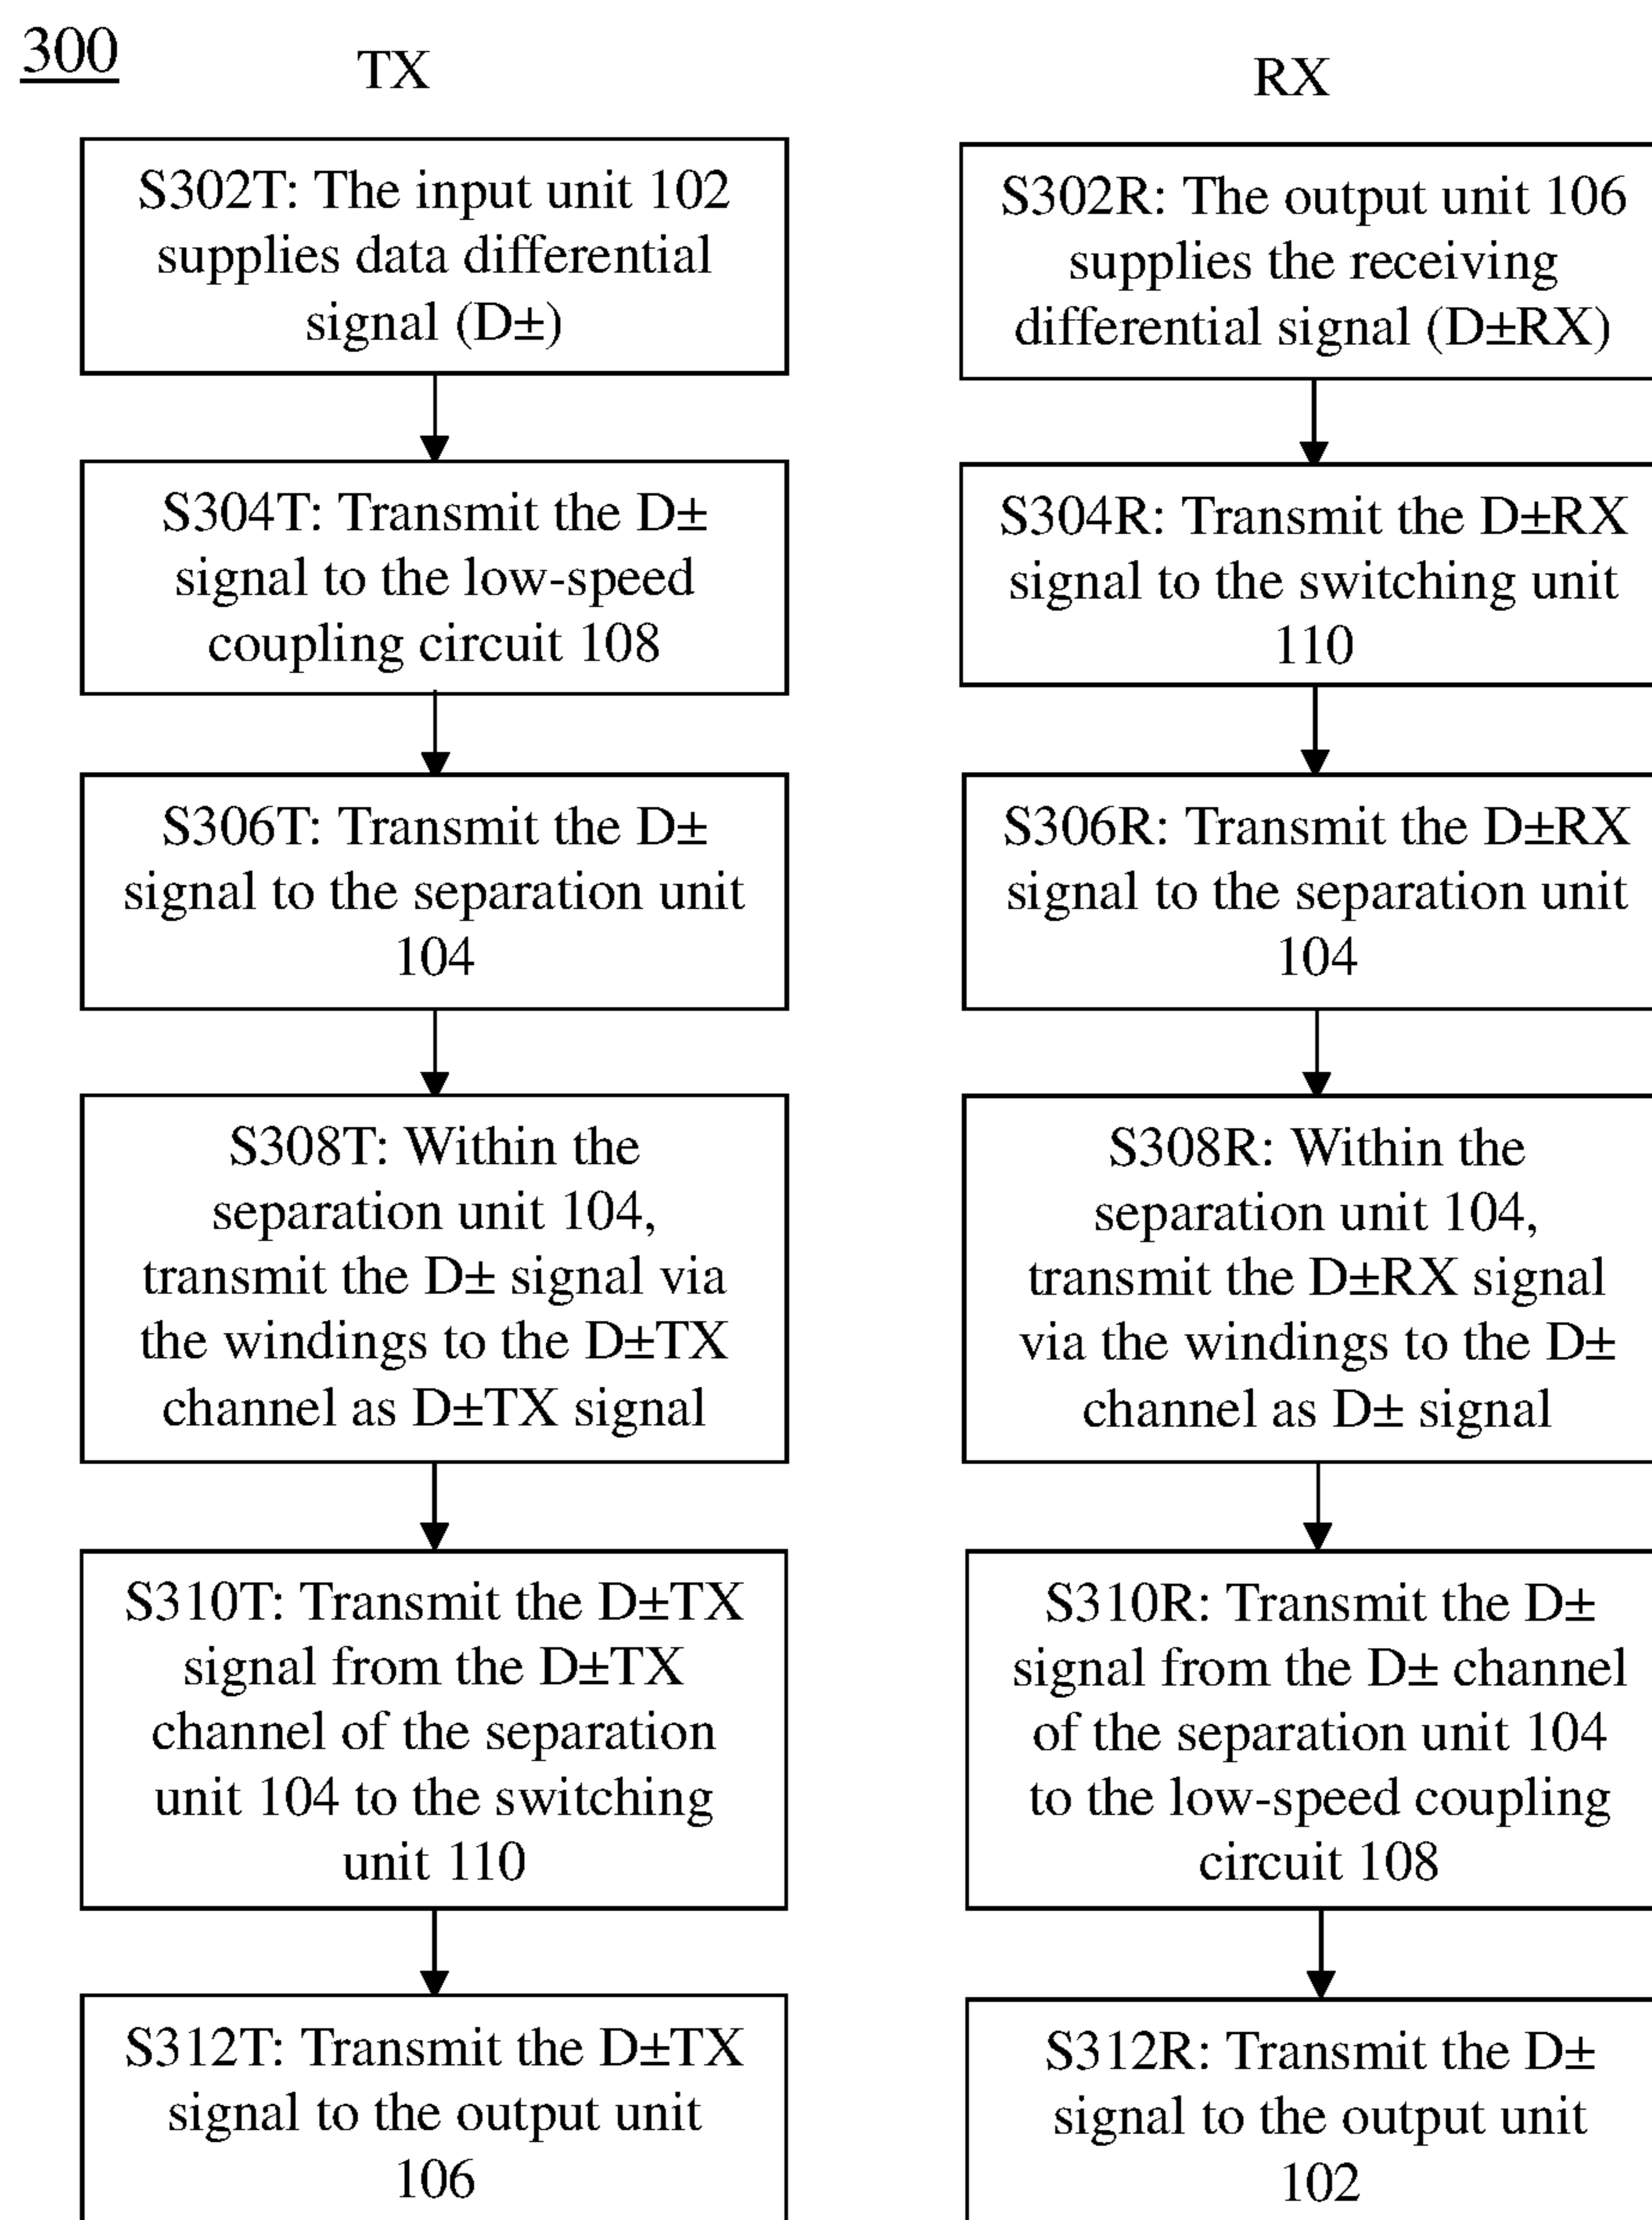 300
TX
S302T: The input unit 102
supplies data differential
signal (D±)
S304T: Transmit the D±
signal to the low-speed
coupling circuit 108
S306T: Transmit the D±
signal to the separation unit
104
S308T: Within the
separation unit 104,
transmit the D± signal via
the windings to the D±TX
channel as D±TX signal
S310T: Transmit the D±TX
signal from the D±TX
channel of the separation
unit 104 to the switching
unit 110
S312T: Transmit the D±TX
signal to the output unit
106
RX
S302R: The output unit 106
supplies the receiving
differential signal (D±RX)
S304R: Transmit the D±RX
signal to the switching unit
110
S306R: Transmit the D±RX
signal to the separation unit
104
S308R: Within the
separation unit 104,
transmit the D±RX signal
via the windings to the D±
channel as D± signal
S310R: Transmit the D±
signal from the D± channel
of the separation unit 104
to the low-speed coupling
circuit 108
S312R: Transmit the D±
signal to the output unit
102